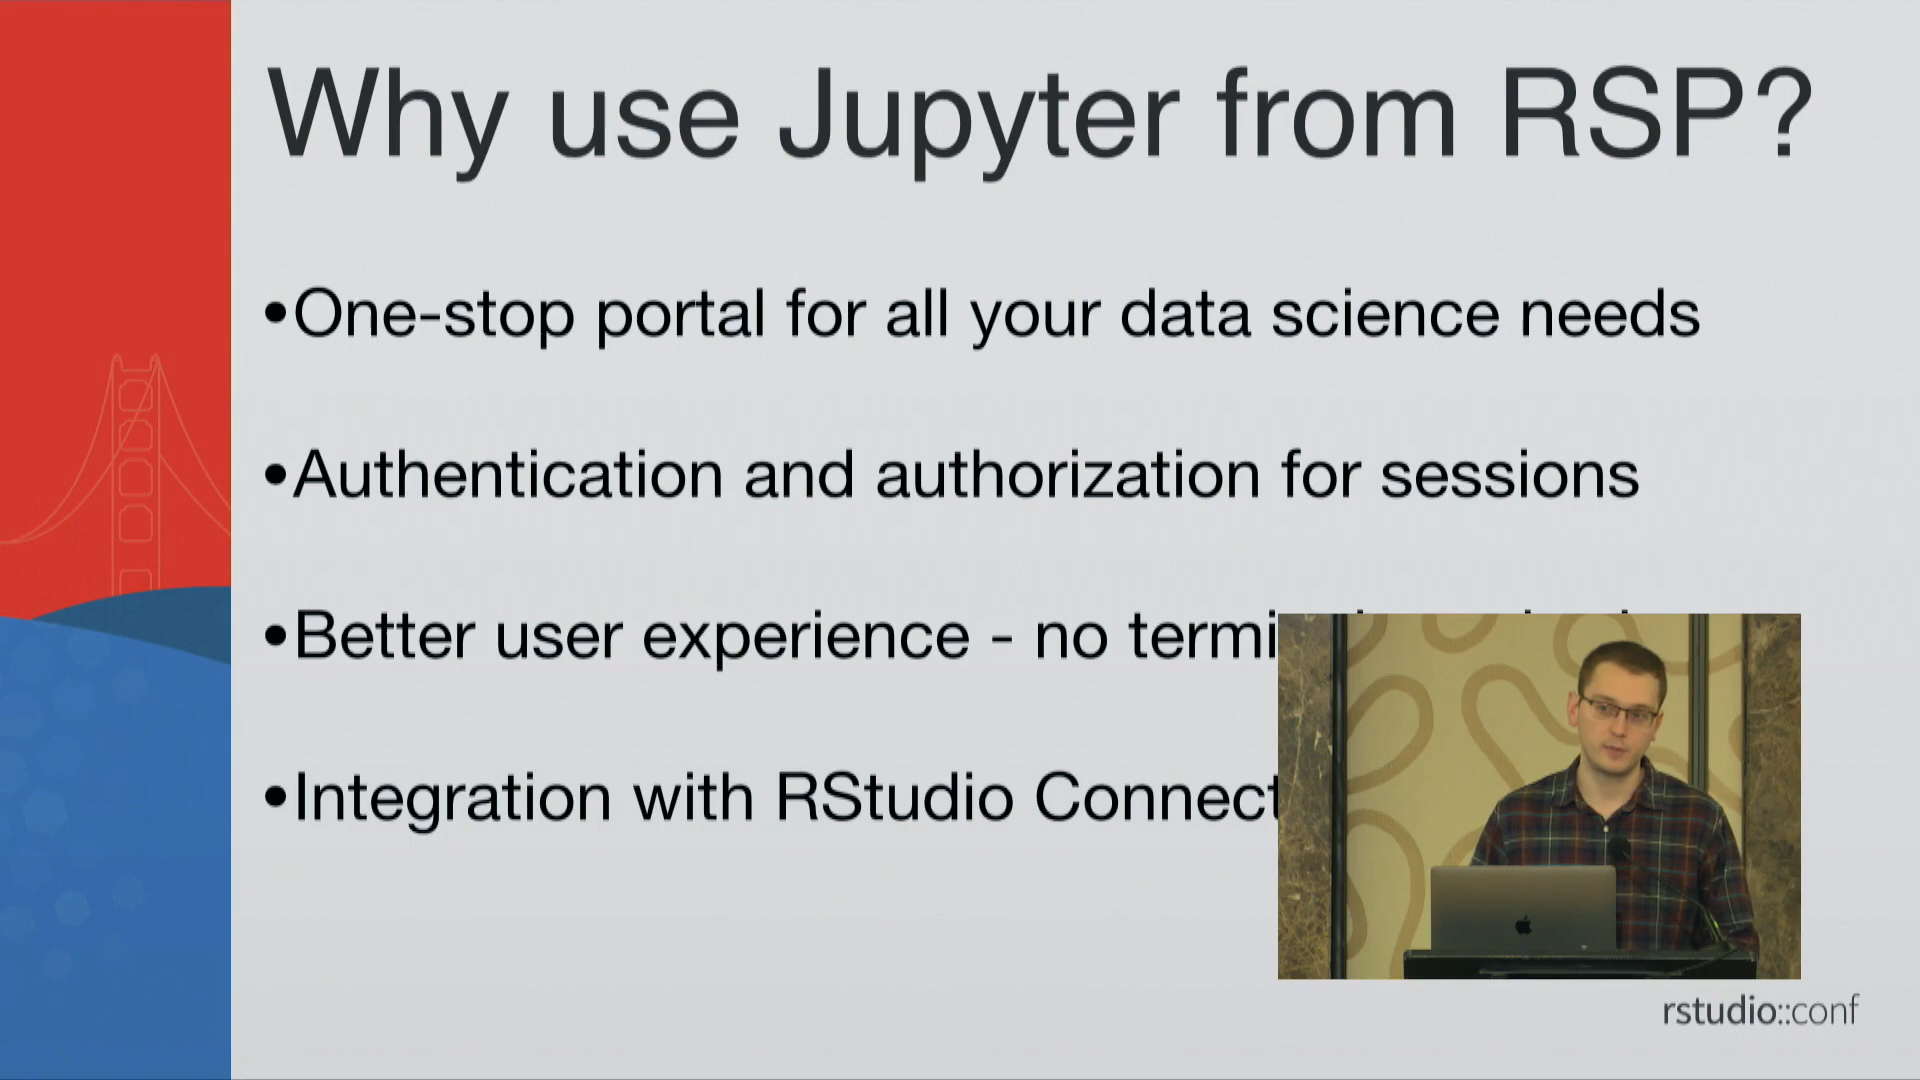 Why use Jupyter from RSP?
•One-stop portal for all your data science needs
•Authentication and authorization for sessions
•Better user experience - no
•Integration with RStudio Connect
rstudio::conf